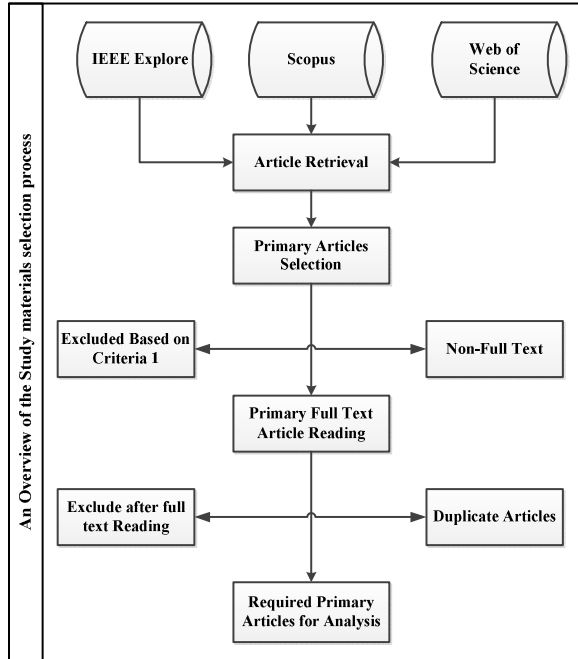 An Overview of the Study materials selection process
IEEE Explore
Scopus
Web of
Science
Article Retrieval
Primary Articles
Selection
Excluded Based on
Criteria 1
Non-Full Text
Primary Full Text
Article Reading
Exclude after full
text Reading
Duplicate Articles
Required Primary
Articles for Analysis